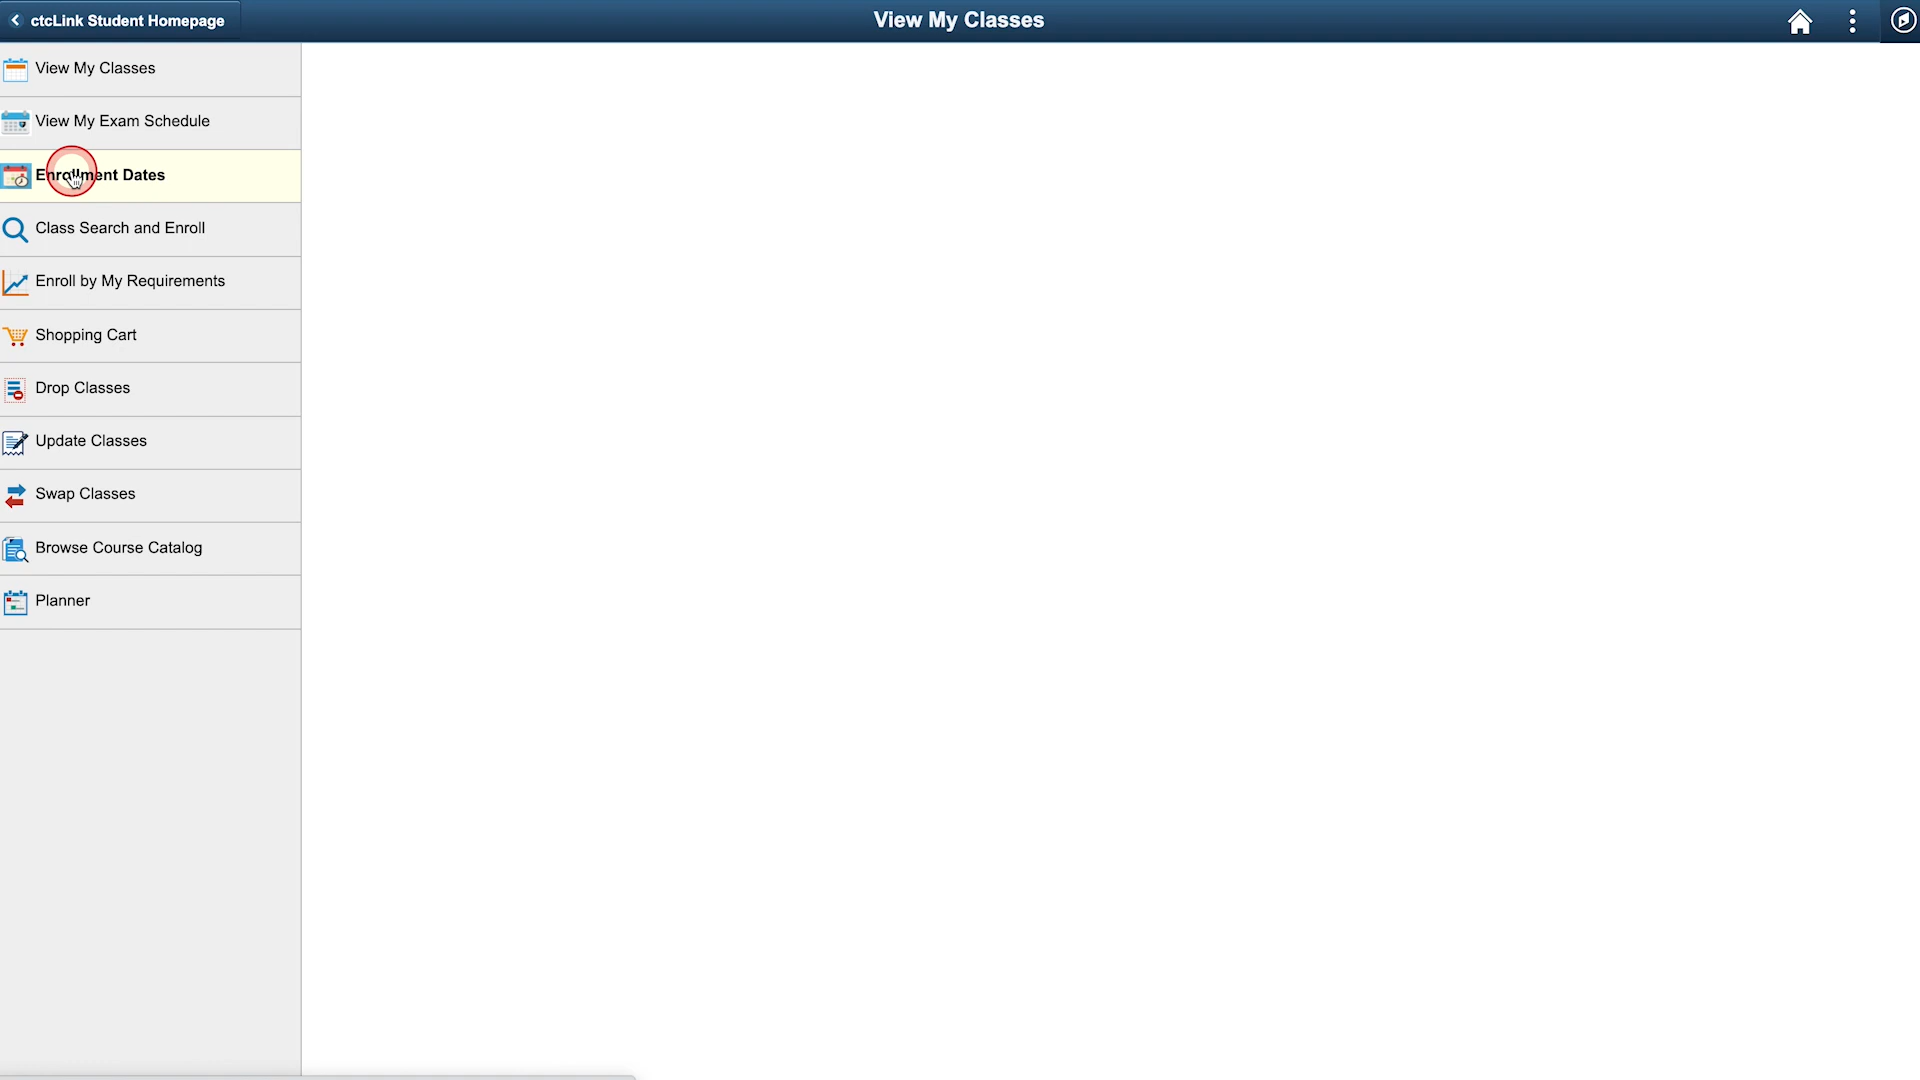 ctcLink Student Homepage
View My Classes
View My Classes
View My Exam Schedule
Enrollment Dates
Class Search and Enroll
Enroll by My Requirements
Shopping Cart
Drop Classes
Update Classes
Swap Classes
Browse Course Catalog
Planner